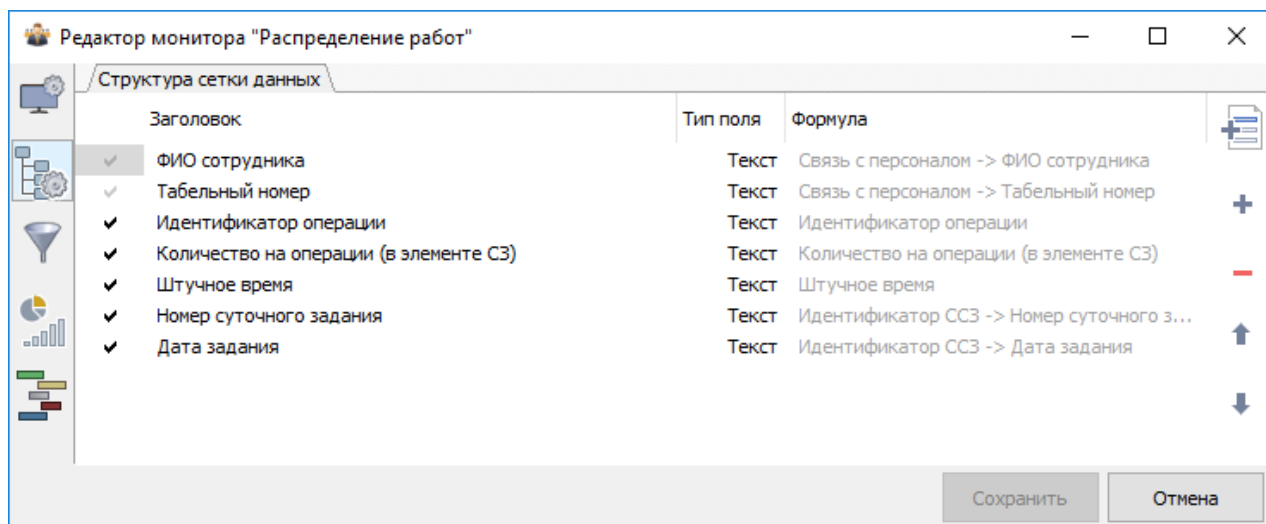 Редактор монитора "Распределение работ"
Структура сетки данных
Заголовок Тип поля Формула
ФИО сотрудника Текст Связь с персоналом -> ФИО сотрудника
Табельный номер Текст Связь с персоналом -> Табельный номер
Идентификатор операции Текст Идентификатор операции
Количество на операции (в элементе СЗ) Текст Количество на операции (в элементе СЗ)
Штучное время Текст Штучное время
Номер суточного задания Текст Идентификатор ССЗ -> Номер суточного з...
Дата задания Текст Идентификатор ССЗ -> Дата задания
Сохранить Отмена